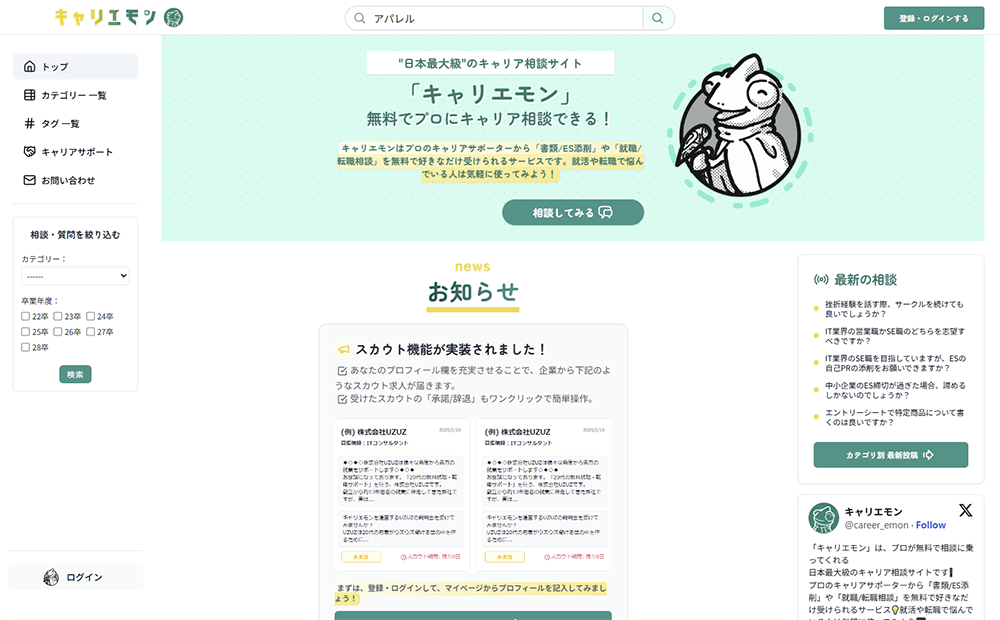 キャリエモン
アパレル
登録・ログインする
トップ
カテゴリー 一覧
タグ 一覧
キャリアサポート
お問い合わせ
相談・質問を絞り込む
カテゴリー：
------
卒業年度：
22卒 23卒 24卒
25卒 26卒 27卒
28卒
検索
ログイン
"日本最大級"のキャリア相談サイト
「キャリエモン」
無料でプロにキャリア相談できる！
キャリエモンはプロのキャリアサポーターから「書類/ES添削」や「就職/
転職相談」を無料で好きなだけ受けられるサービスです。就活や転職で悩ん
でいる人は気軽に使ってみよう！
相談してみる
news
お知らせ
スカウト機能が実装されました！
あなたのプロフィール欄を充実させることで、企業から下記のよ
うなスカウト求人が届きます。
受けたスカウトの「承諾/辞退」もワンクリックで簡単操作。
(例) 株式会社UZUZ
(例) 株式会社UZUZ
まずは、登録・ログインして、マイページからプロフィールを記入してみまし
ょう！
最新の相談
挫折経験を話す際、サークルを続けても
良いでしょうか？
IT業界の営業職かSE職のどちらを志望す
べきですか？
IT業界のSE職を目指していますが、ESの
自己PRの添削をお願いできますか？
中小企業のES締切が過ぎた場合、諦める
しかないのでしょうか？
エントリーシートで特定商品について書
くのは良いですか？
カテゴリ別 最新投稿
キャリエモン
@career_emon · Follow
「キャリエモン」は、プロが無料で相談に乗
ってくれる
日本最大級のキャリア相談サイトです
プロのキャリアサポーターから「書類/ES添
削」や「就職/転職相談」を無料で好きなだ
け受けられるサービス就活や転職で悩んで